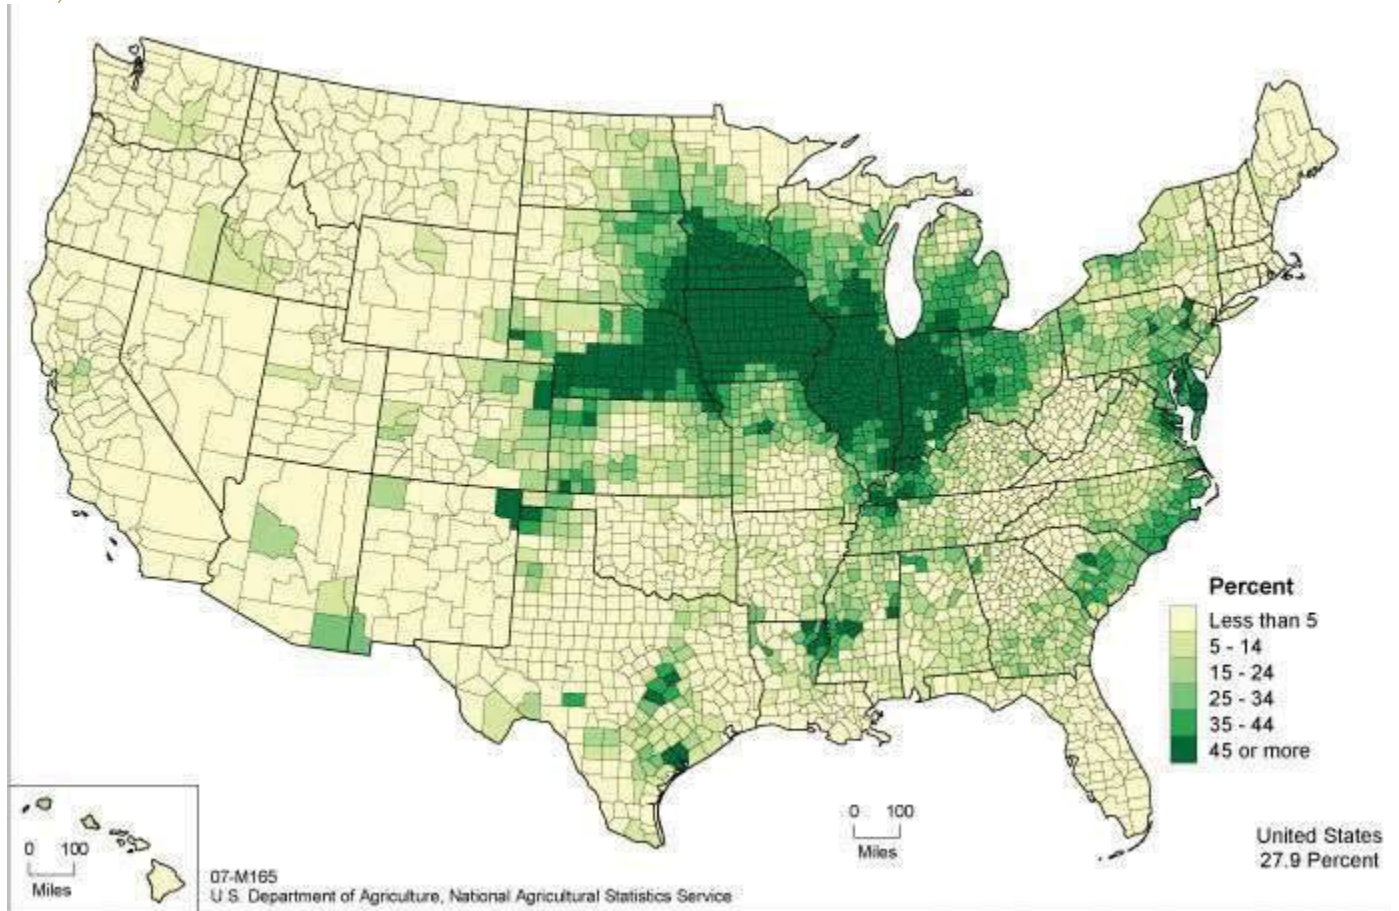 Percent
Less than 5
5 - 14
15 - 24
25 - 34
35 - 44
45 or more
0 100
Miles
United States
27.9 Percent
0 100
Miles
07-M165
U.S. Department of Agriculture, National Agricultural Statistics Service